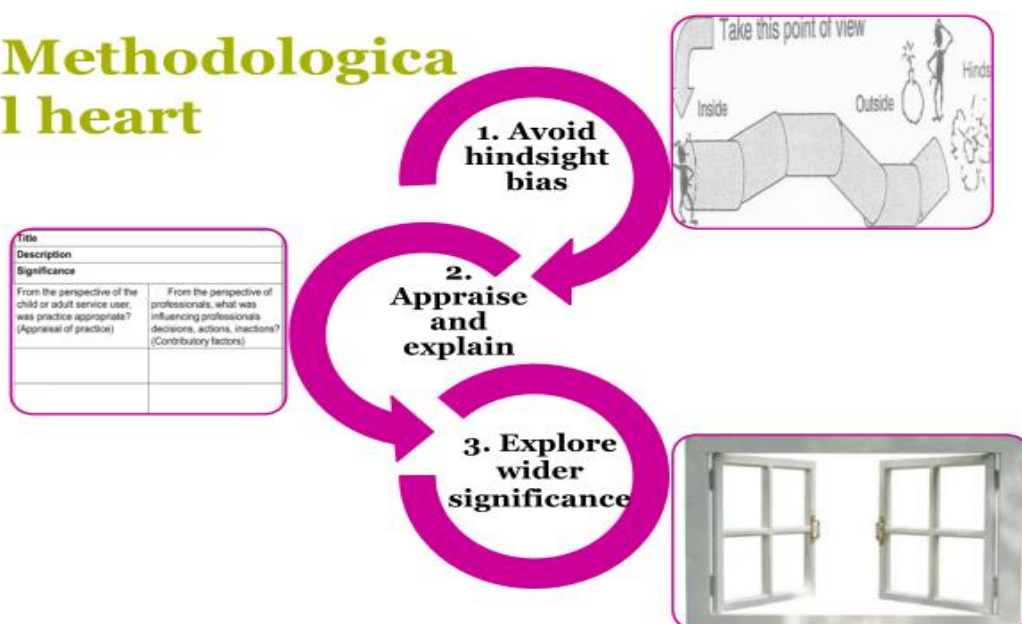 Methodologica
l heart
1. Avoid
hindsight
bias
Take this point of view
Inside
Outside
Hinds
Title
Description
Significance
From the perspective of the
child or adult service user,
was practice appropriate?
(Appraisal of practice)
From the perspective of
professionals, what was
influencing professionals
decisions, actions, inactions?
(Contributory factors)
2.
Appraise
and
explain
3. Explore
wider
significance